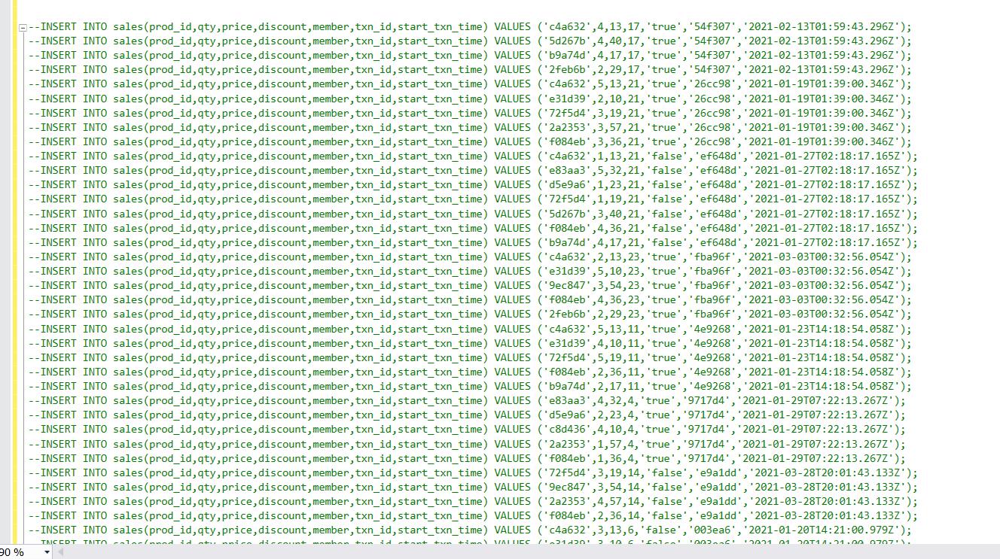 --INSERT INTO sales(prod_id,qty,price,discount,member,txn_id,start_txn_time) VALUES ('c4a632',4,13,17,'true','54f307','2021-02-13T01:59:43.296Z');
--INSERT INTO sales(prod_id,qty,price,discount,member,txn_id,start_txn_time) VALUES ('5d267b',4,40,17,'true','54f307','2021-02-13T01:59:43.296Z');
--INSERT INTO sales(prod_id,qty,price,discount,member,txn_id,start_txn_time) VALUES ('b9a74d',4,17,17,'true','54f307','2021-02-13T01:59:43.296Z');
--INSERT INTO sales(prod_id,qty,price,discount,member,txn_id,start_txn_time) VALUES ('2feb6b',2,29,17,'true','54f307','2021-02-13T01:59:43.296Z');
--INSERT INTO sales(prod_id,qty,price,discount,member,txn_id,start_txn_time) VALUES ('c4a632',5,13,21,'true','26cc98','2021-01-19T01:39:00.346Z');
--INSERT INTO sales(prod_id,qty,price,discount,member,txn_id,start_txn_time) VALUES ('e31d39',2,10,21,'true','26cc98','2021-01-19T01:39:00.346Z');
--INSERT INTO sales(prod_id,qty,price,discount,member,txn_id,start_txn_time) VALUES ('72f5d4',3,19,21,'true','26cc98','2021-01-19T01:39:00.346Z');
--INSERT INTO sales(prod_id,qty,price,discount,member,txn_id,start_txn_time) VALUES ('2a2353',3,57,21,'true','26cc98','2021-01-19T01:39:00.346Z');
--INSERT INTO sales(prod_id,qty,price,discount,member,txn_id,start_txn_time) VALUES ('f084eb',3,36,21,'true','26cc98','2021-01-19T01:39:00.346Z');
--INSERT INTO sales(prod_id,qty,price,discount,member,txn_id,start_txn_time) VALUES ('c4a632',1,13,21,'false','ef648d','2021-01-27T02:18:17.165Z');
--INSERT INTO sales(prod_id,qty,price,discount,member,txn_id,start_txn_time) VALUES ('e83aa3',5,32,21,'false','ef648d','2021-01-27T02:18:17.165Z');
--INSERT INTO sales(prod_id,qty,price,discount,member,txn_id,start_txn_time) VALUES ('d5e9a6',1,23,21,'false','ef648d','2021-01-27T02:18:17.165Z');
--INSERT INTO sales(prod_id,qty,price,discount,member,txn_id,start_txn_time) VALUES ('72f5d4',1,19,21,'false','ef648d','2021-01-27T02:18:17.165Z');
--INSERT INTO sales(prod_id,qty,price,discount,member,txn_id,start_txn_time) VALUES ('5d267b',3,40,21,'false','ef648d','2021-01-27T02:18:17.165Z');
--INSERT INTO sales(prod_id,qty,price,discount,member,txn_id,start_txn_time) VALUES ('f084eb',4,36,21,'false','ef648d','2021-01-27T02:18:17.165Z');
--INSERT INTO sales(prod_id,qty,price,discount,member,txn_id,start_txn_time) VALUES ('b9a74d',4,17,21,'false','ef648d','2021-01-27T02:18:17.165Z');
--INSERT INTO sales(prod_id,qty,price,discount,member,txn_id,start_txn_time) VALUES ('c4a632',2,13,23,'true','fba96f','2021-03-03T00:32:56.054Z');
--INSERT INTO sales(prod_id,qty,price,discount,member,txn_id,start_txn_time) VALUES ('e31d39',5,10,23,'true','fba96f','2021-03-03T00:32:56.054Z');
--INSERT INTO sales(prod_id,qty,price,discount,member,txn_id,start_txn_time) VALUES ('9ec847',3,54,23,'true','fba96f','2021-03-03T00:32:56.054Z');
--INSERT INTO sales(prod_id,qty,price,discount,member,txn_id,start_txn_time) VALUES ('f084eb',4,36,23,'true','fba96f','2021-03-03T00:32:56.054Z');
--INSERT INTO sales(prod_id,qty,price,discount,member,txn_id,start_txn_time) VALUES ('2feb6b',2,29,23,'true','fba96f','2021-03-03T00:32:56.054Z');
--INSERT INTO sales(prod_id,qty,price,discount,member,txn_id,start_txn_time) VALUES ('c4a632',5,13,11,'true','4e9268','2021-01-23T14:18:54.058Z');
--INSERT INTO sales(prod_id,qty,price,discount,member,txn_id,start_txn_time) VALUES ('e31d39',4,10,11,'true','4e9268','2021-01-23T14:18:54.058Z');
--INSERT INTO sales(prod_id,qty,price,discount,member,txn_id,start_txn_time) VALUES ('72f5d4',5,19,11,'true','4e9268','2021-01-23T14:18:54.058Z');
--INSERT INTO sales(prod_id,qty,price,discount,member,txn_id,start_txn_time) VALUES ('f084eb',2,36,11,'true','4e9268','2021-01-23T14:18:54.058Z');
--INSERT INTO sales(prod_id,qty,price,discount,member,txn_id,start_txn_time) VALUES ('b9a74d',2,17,11,'true','4e9268','2021-01-23T14:18:54.058Z');
--INSERT INTO sales(prod_id,qty,price,discount,member,txn_id,start_txn_time) VALUES ('e83aa3',4,32,4,'true','9717d4','2021-01-29T07:22:13.267Z');
--INSERT INTO sales(prod_id,qty,price,discount,member,txn_id,start_txn_time) VALUES ('d5e9a6',2,23,4,'true','9717d4','2021-01-29T07:22:13.267Z');
--INSERT INTO sales(prod_id,qty,price,discount,member,txn_id,start_txn_time) VALUES ('c8d436',4,10,4,'true','9717d4','2021-01-29T07:22:13.267Z');
--INSERT INTO sales(prod_id,qty,price,discount,member,txn_id,start_txn_time) VALUES ('2a2353',1,57,4,'true','9717d4','2021-01-29T07:22:13.267Z');
--INSERT INTO sales(prod_id,qty,price,discount,member,txn_id,start_txn_time) VALUES ('f084eb',1,36,4,'true','9717d4','2021-01-29T07:22:13.267Z');
--INSERT INTO sales(prod_id,qty,price,discount,member,txn_id,start_txn_time) VALUES ('72f5d4',3,19,14,'false','e9a1dd','2021-03-28T20:01:43.133Z');
--INSERT INTO sales(prod_id,qty,price,discount,member,txn_id,start_txn_time) VALUES ('9ec847',3,54,14,'false','e9a1dd','2021-03-28T20:01:43.133Z');
--INSERT INTO sales(prod_id,qty,price,discount,member,txn_id,start_txn_time) VALUES ('2a2353',4,57,14,'false','e9a1dd','2021-03-28T20:01:43.133Z');
--INSERT INTO sales(prod_id,qty,price,discount,member,txn_id,start_txn_time) VALUES ('f084eb',2,36,14,'false','e9a1dd','2021-03-28T20:01:43.133Z');
--INSERT INTO sales(prod_id,qty,price,discount,member,txn_id,start_txn_time) VALUES ('c4a632',3,13,6,'false','003ea6','2021-01-20T14:21:00.979Z');
--INSERT INTO sales(prod_id,qty,price,discount,member,txn_id,start_txn_time) VALUES ('e31d39',3,10,6,'false','003ea6','2021-01-20T14:21:00.979Z');
90 %